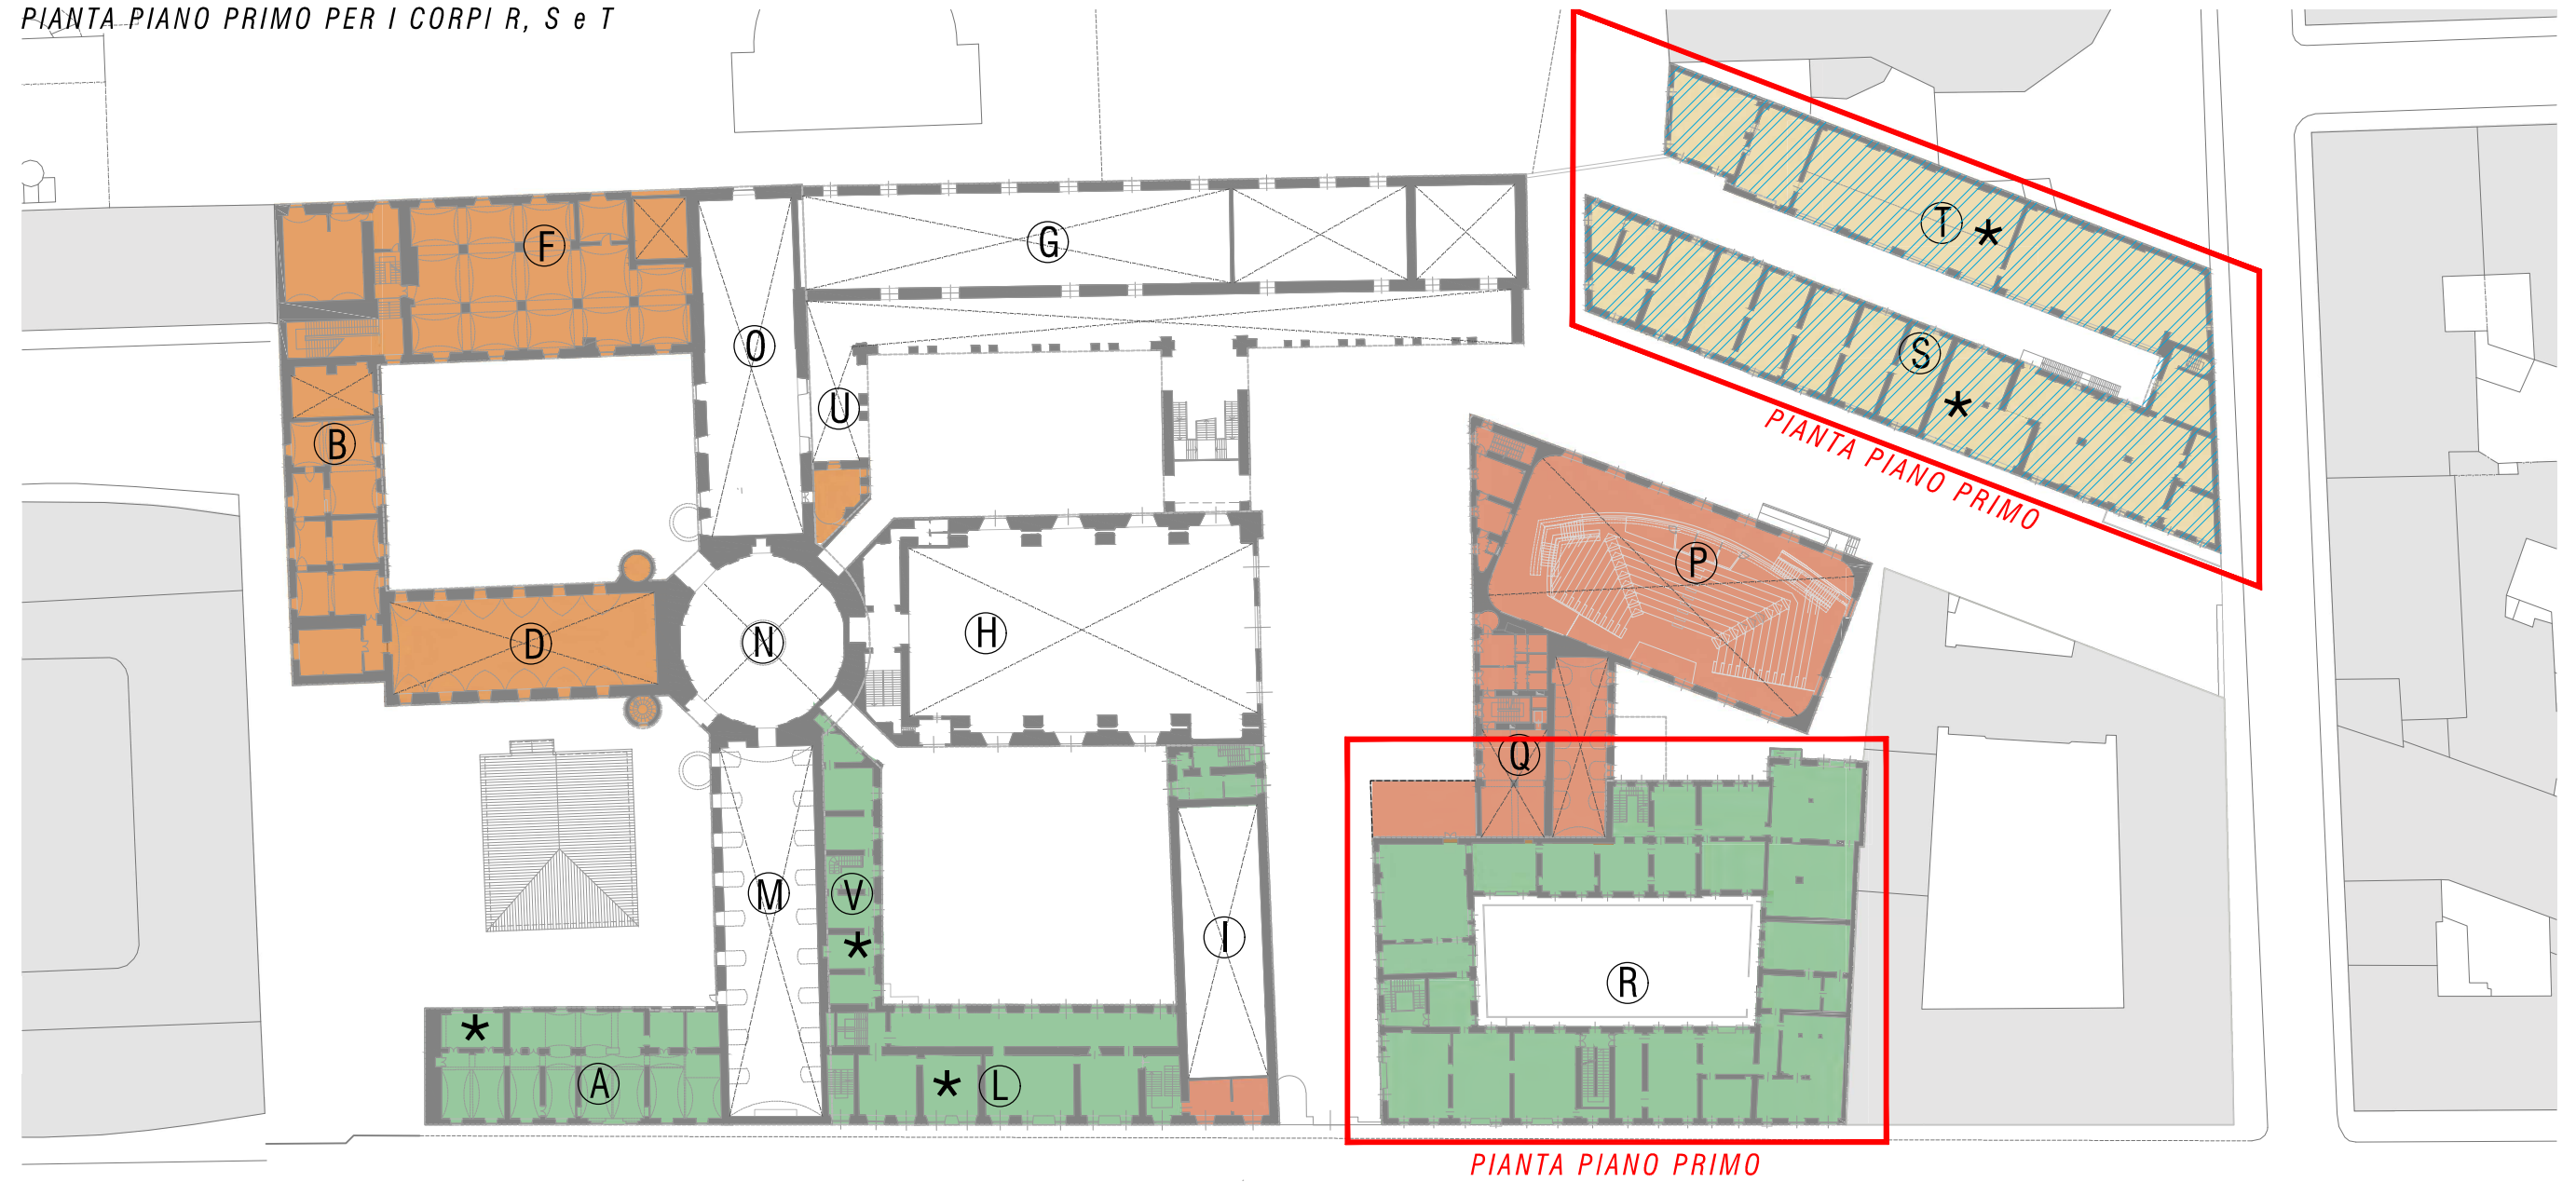 PIANTA PIANO PRIMO PER I CORPI R, S e T
T *
F
G
O
S
U
*
B
PIANTA PIANO PRIMO
P
H
D
N
Q
M
V
*
I
R
*
A
* L
PIANTA PIANO PRIMO